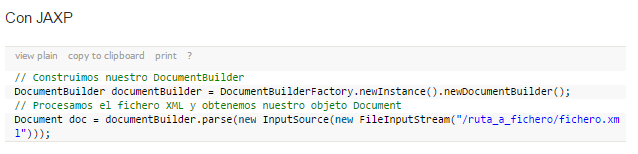 Con JAXP
view plain copy to clipboard print ?
// Construimos nuestro DocumentBuilder
DocumentBuilder documentBuilder = DocumentBuilderFactory.newInstance().newDocumentBuilder();
// Procesamos el fichero XML y obtenemos nuestro objeto Document
Document doc = documentBuilder.parse(new InputSource(new FileInputStream("/ruta_a_fichero/fichero.xm
l")));